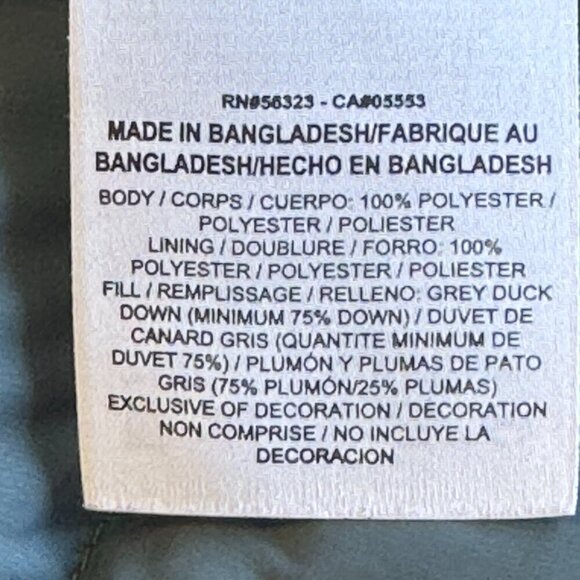 RN#56323 - CA#05553
MADE IN BANGLADESH/FABRIQUE AU
BANGLADESH/HECHO EN BANGLADESH
BODY / CORPS / CUERPO: 100% POLYESTER /
POLYESTER / POLIESTER
LINING / DOUBLURE / FORRO: 100%
POLYESTER / POLYESTER / POLIESTER
FILL / REMPLISSAGE / RELLENO: GREY DUCK
DOWN (MINIMUM 75% DOWN) / DUVET DE
CANARD GRIS (QUANTITE MINIMUM DE
DUVET 75%) / PLUMÓN Y PLUMAS DE PATO
GRIS (75% PLUMÓN/25% PLUMAS)
EXCLUSIVE OF DECORATION / DÉCORATION
NON COMPRISE / NO INCLUYE LA
DECORACION